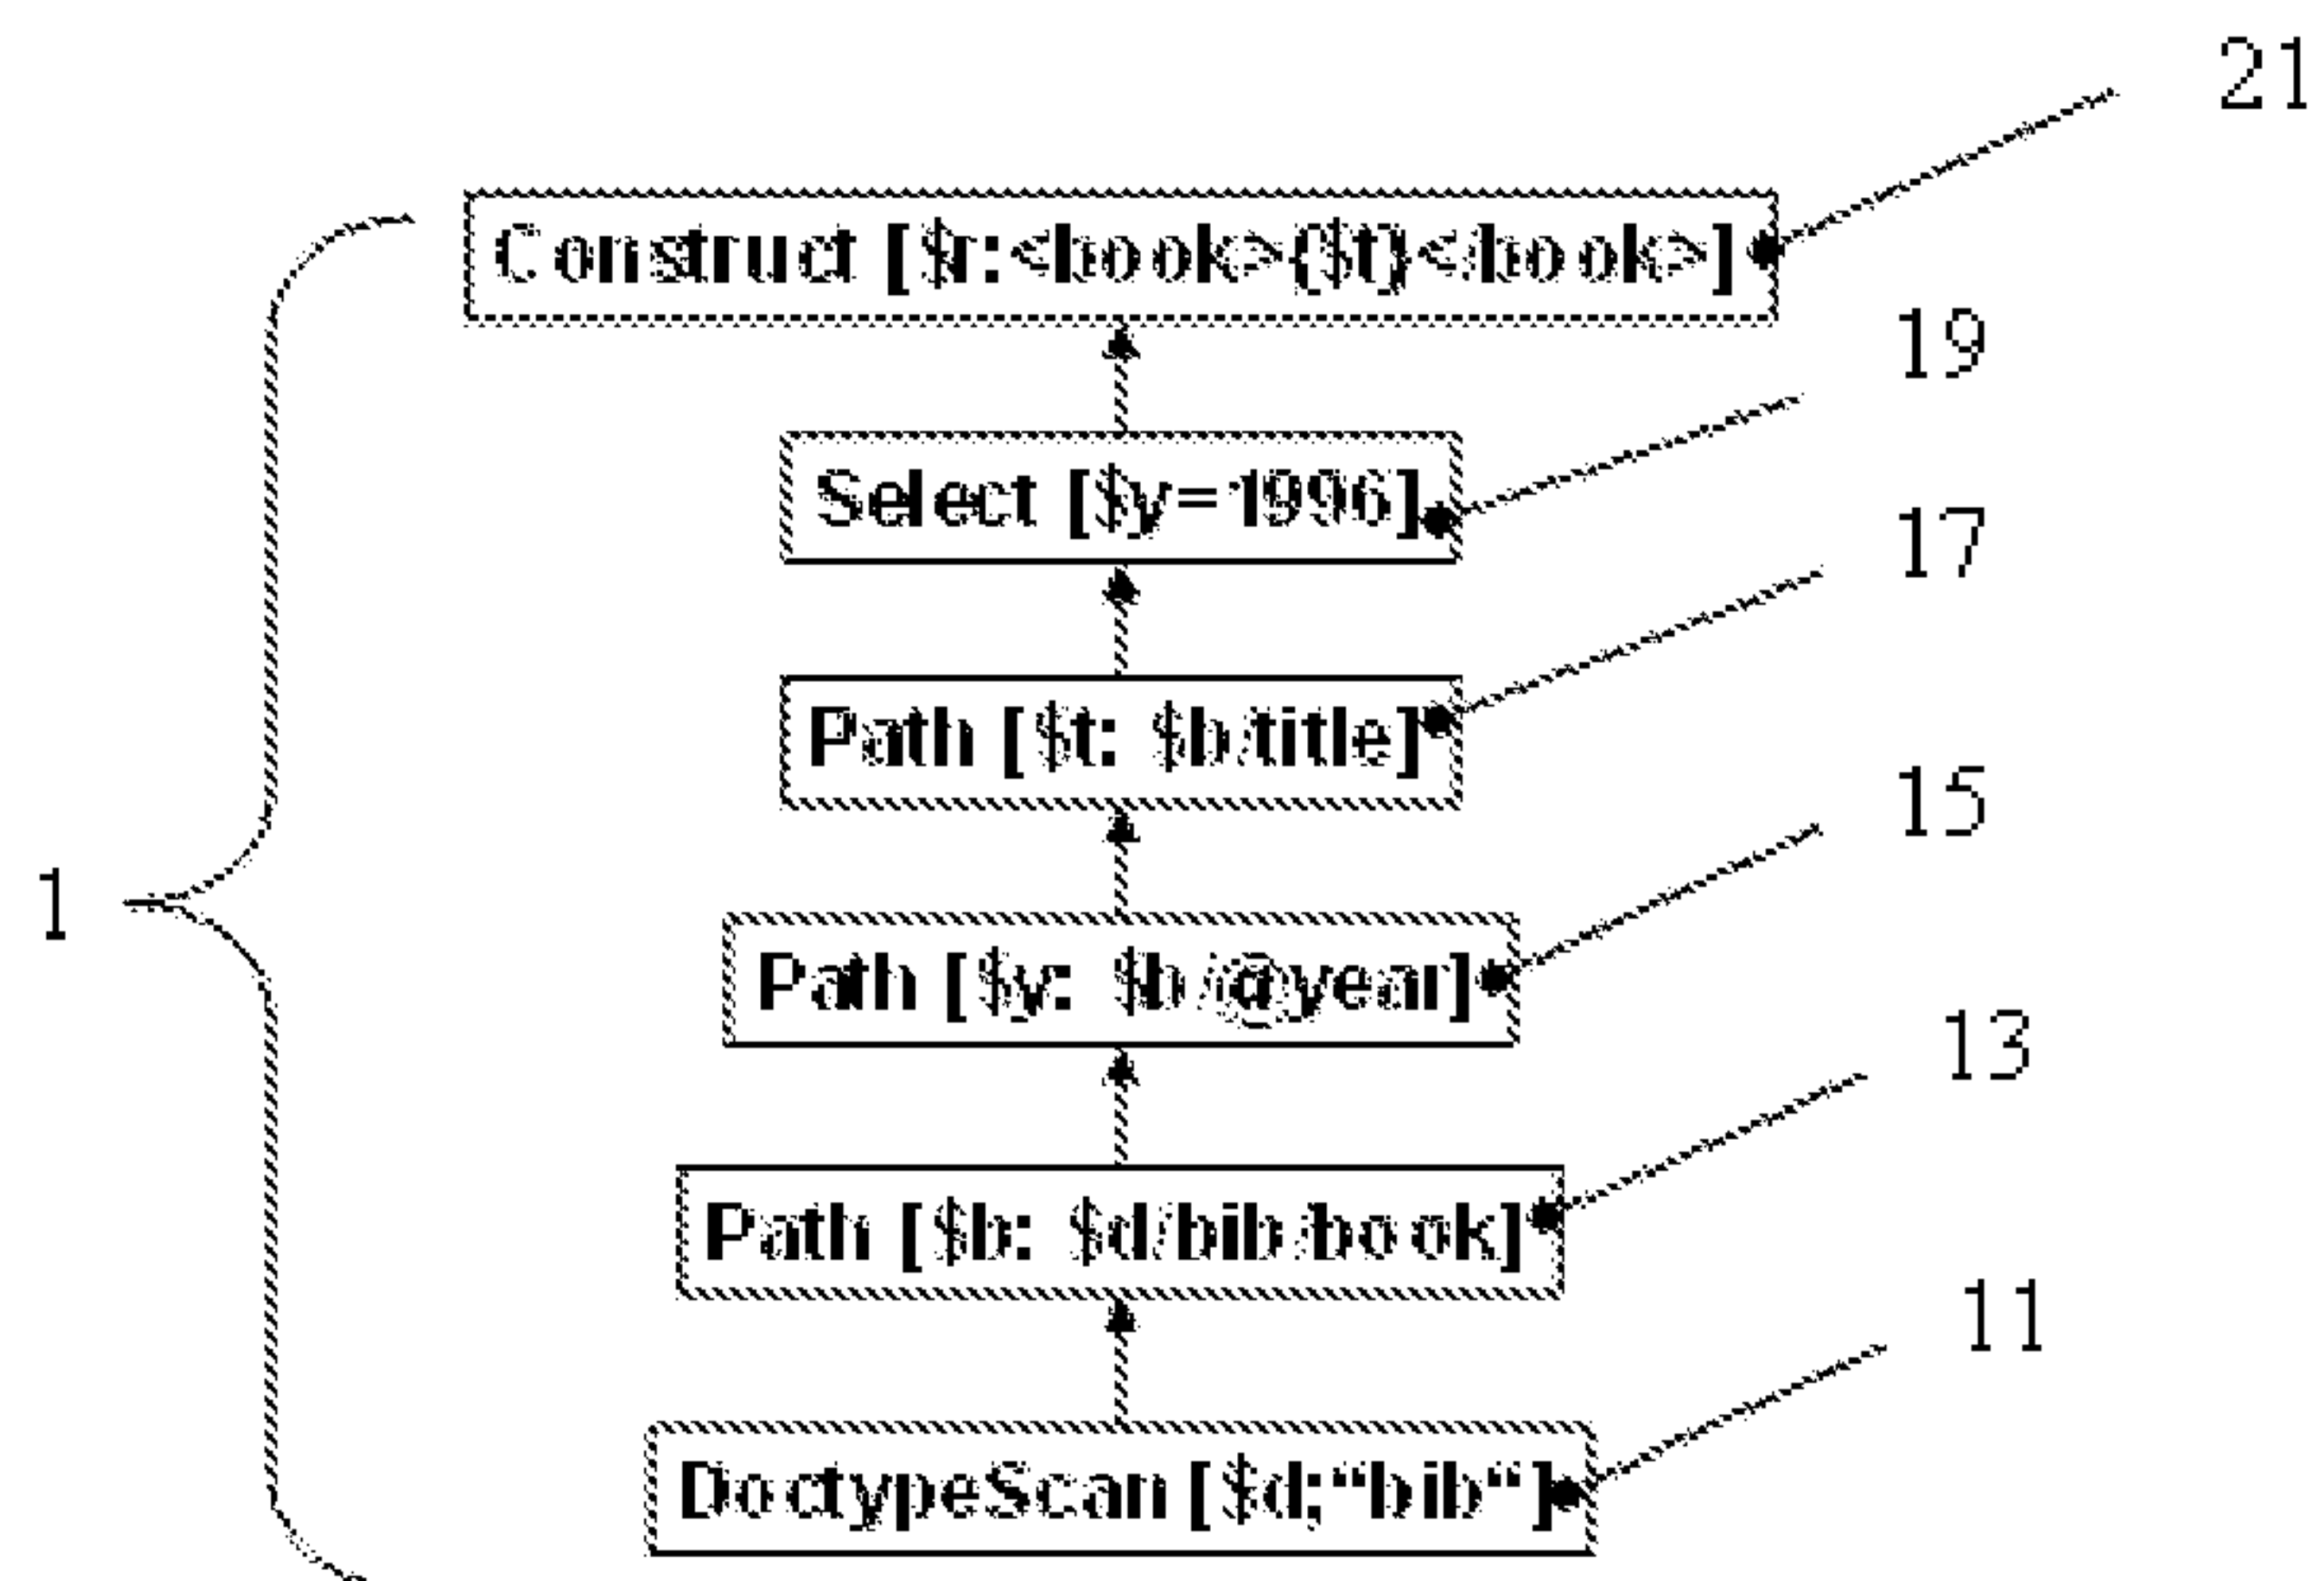 21
Construct [$r:<book>{$t}</book>]
19
Select [$y=1996]
17
Path [$t: $b/title]
15
1
Path [$y: $b/@year]
13
Path [$b: $d/bib/book]
11
DoctypeScan [$d;“bib“]